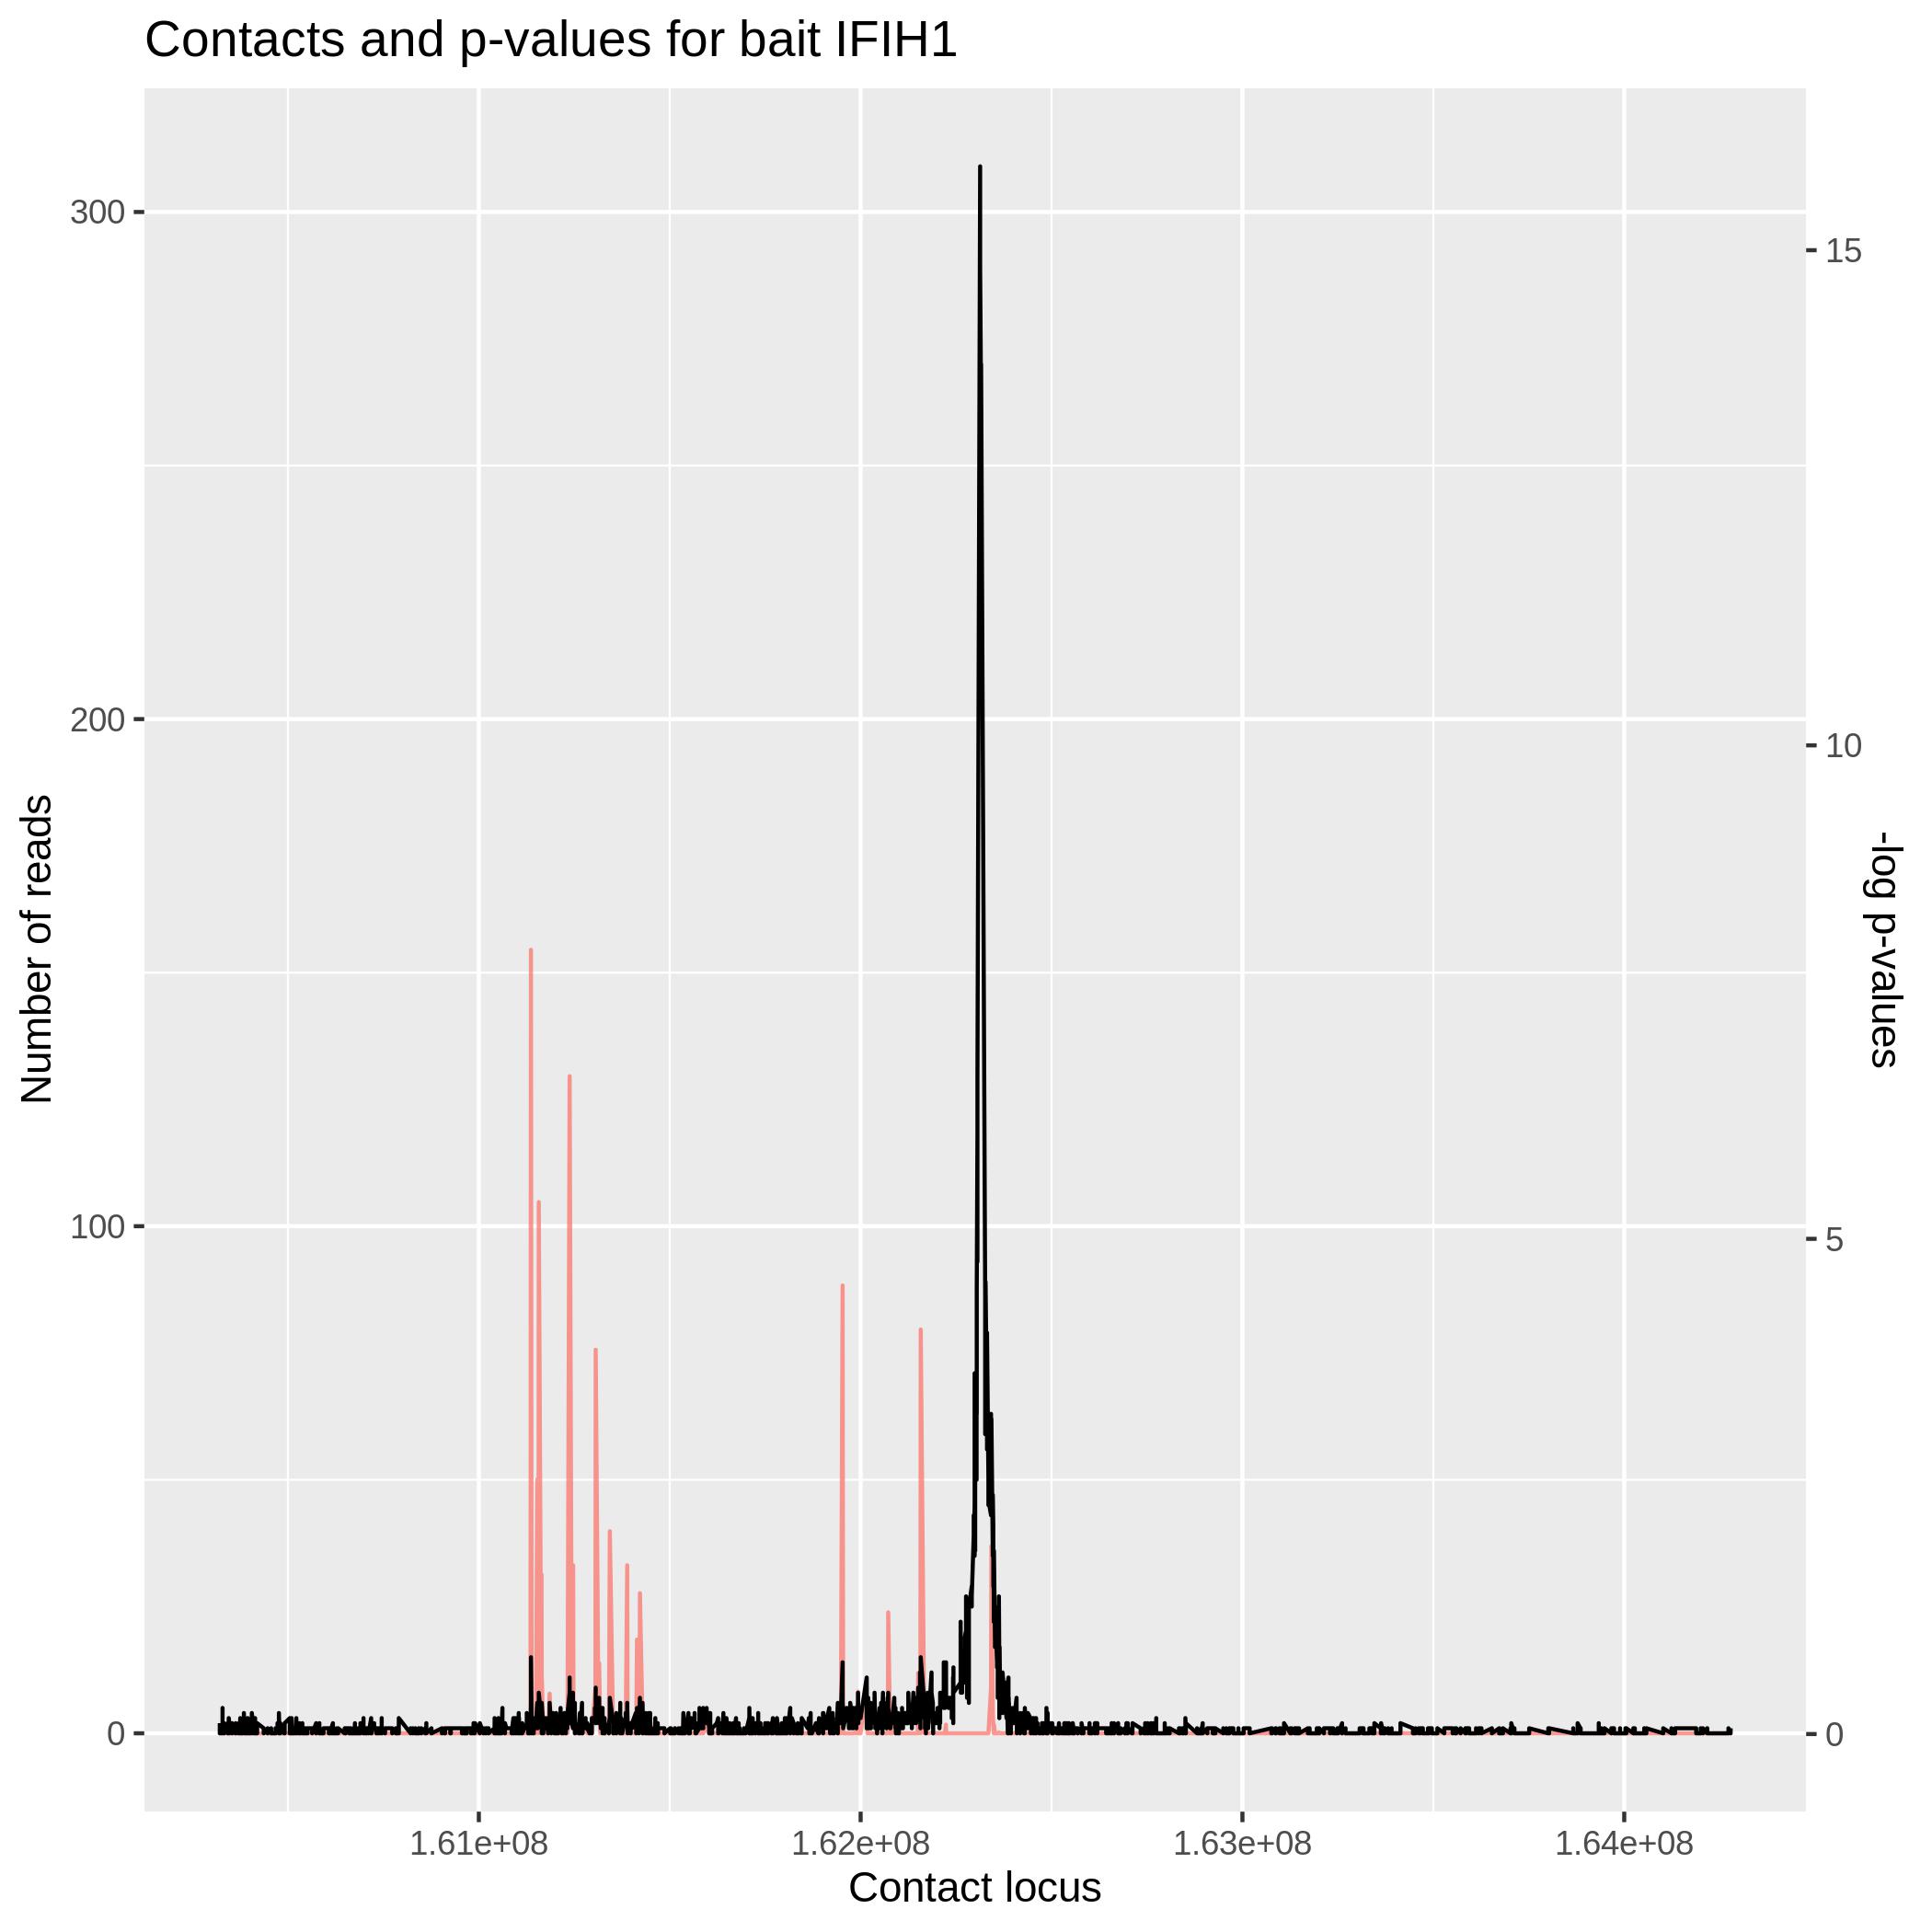 Contacts and p-values for bait IFIH1
300
200
100
0
15
10
5
0
Number of reads
-log p-values
1.61e+08
1.62e+08
1.63e+08
1.64e+08
Contact locus